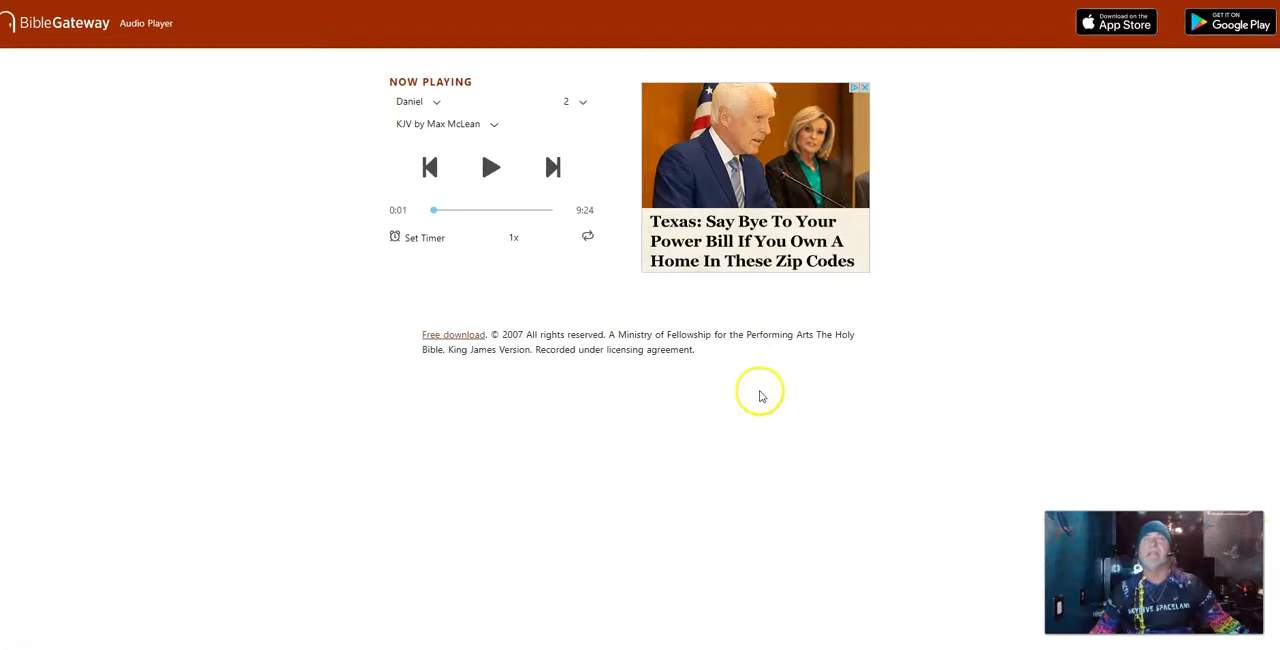 BibleGateway Audio Player
Download on the
App Store
GET IT ON
Google Play
NOW PLAYING
Daniel 2
KJV by Max McLean
0:01 9:24
Set Timer 1x
Texas: Say Bye To Your
Power Bill If You Own A
Home In These Zip Codes
Free download. © 2007 All rights reserved. A Ministry of Fellowship for the Performing Arts The Holy
Bible, King James Version. Recorded under licensing agreement.
SKYDIVE SPACELAND